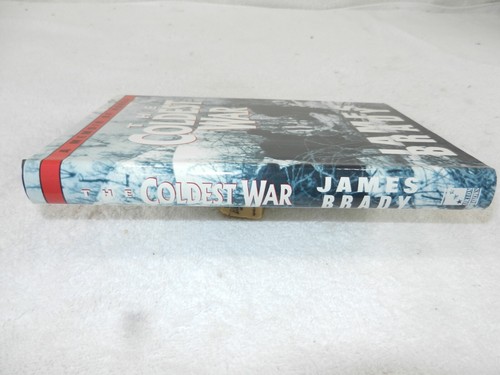 THE
COLDEST WAR
JAMES
BRADY
THE
COLDEST
WAR
JAMES
BRADY